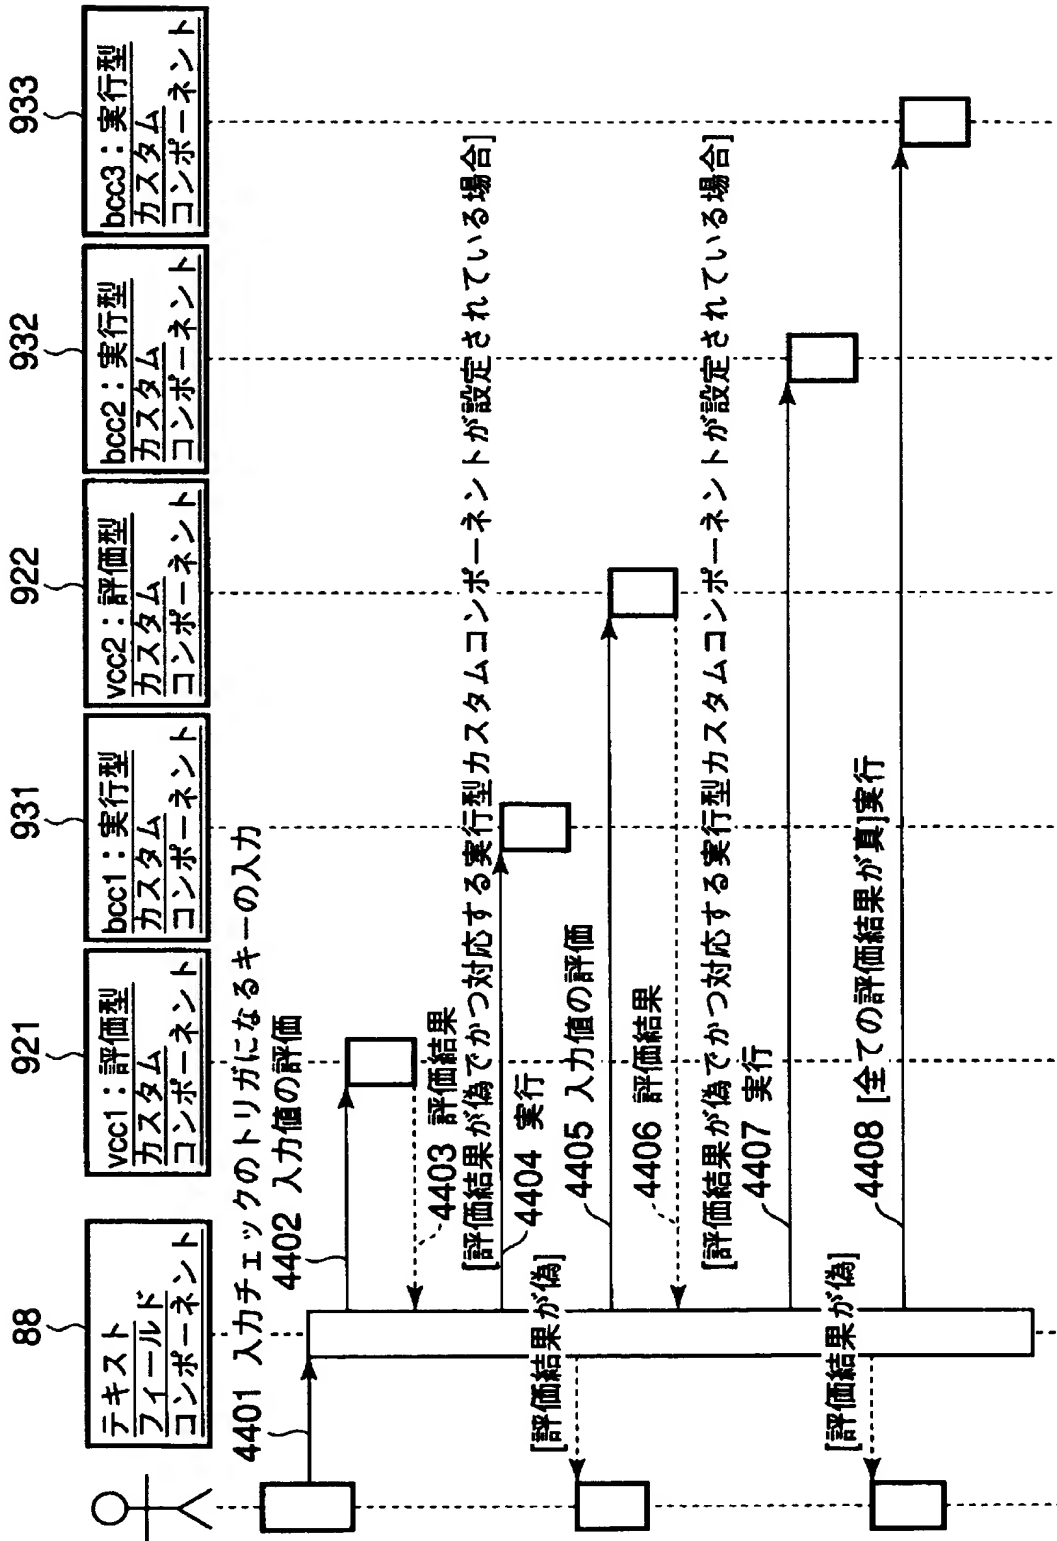 88
テキスト
フィールド
コンポーネント
921
vcc1:評価型
カスタム
コンポーネント
931
bcc1:実行型
カスタム
コンポーネント
922
vcc2:評価型
カスタム
コンポーネント
932
bcc2:実行型
カスタム
コンポーネント
933
bcc3:実行型
カスタム
コンポーネント
4401 入力チェックのトリガになるキーの入力
4402 入力値の評価
4403 評価結果
[評価結果が偽でかつ対応する実行型カスタムコンポーネントが設定されている場合]
4404 実行
[評価結果が偽]
4405 入力値の評価
4406 評価結果
[評価結果が偽でかつ対応する実行型カスタムコンポーネントが設定されている場合]
4407 実行
[評価結果が偽]
4408 [全ての評価結果が真]実行